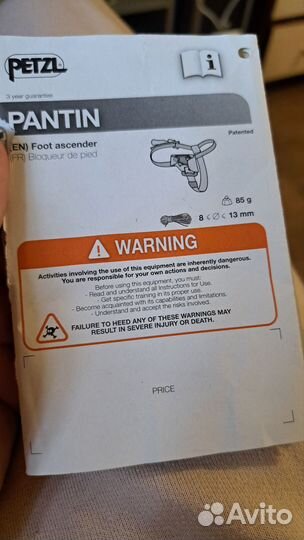 PETZL
3 year guarantee
PANTIN
Patented
(EN) Foot ascender
(FR) Bloqueur de pied
85 g
8 ≤ Ø ≤ 13 mm
WARNING
Activities involving the use of this equipment are inherently dangerous.
You are responsible for your own actions and decisions.
Before using this equipment, you must:
- Read and understand all Instructions for Use.
- Get specific training in its proper use.
- Become acquainted with its capabilities and limitations.
- Understand and accept the risks involved.
FAILURE TO HEED ANY OF THESE WARNINGS MAY
RESULT IN SEVERE INJURY OR DEATH.
PRICE
Avito